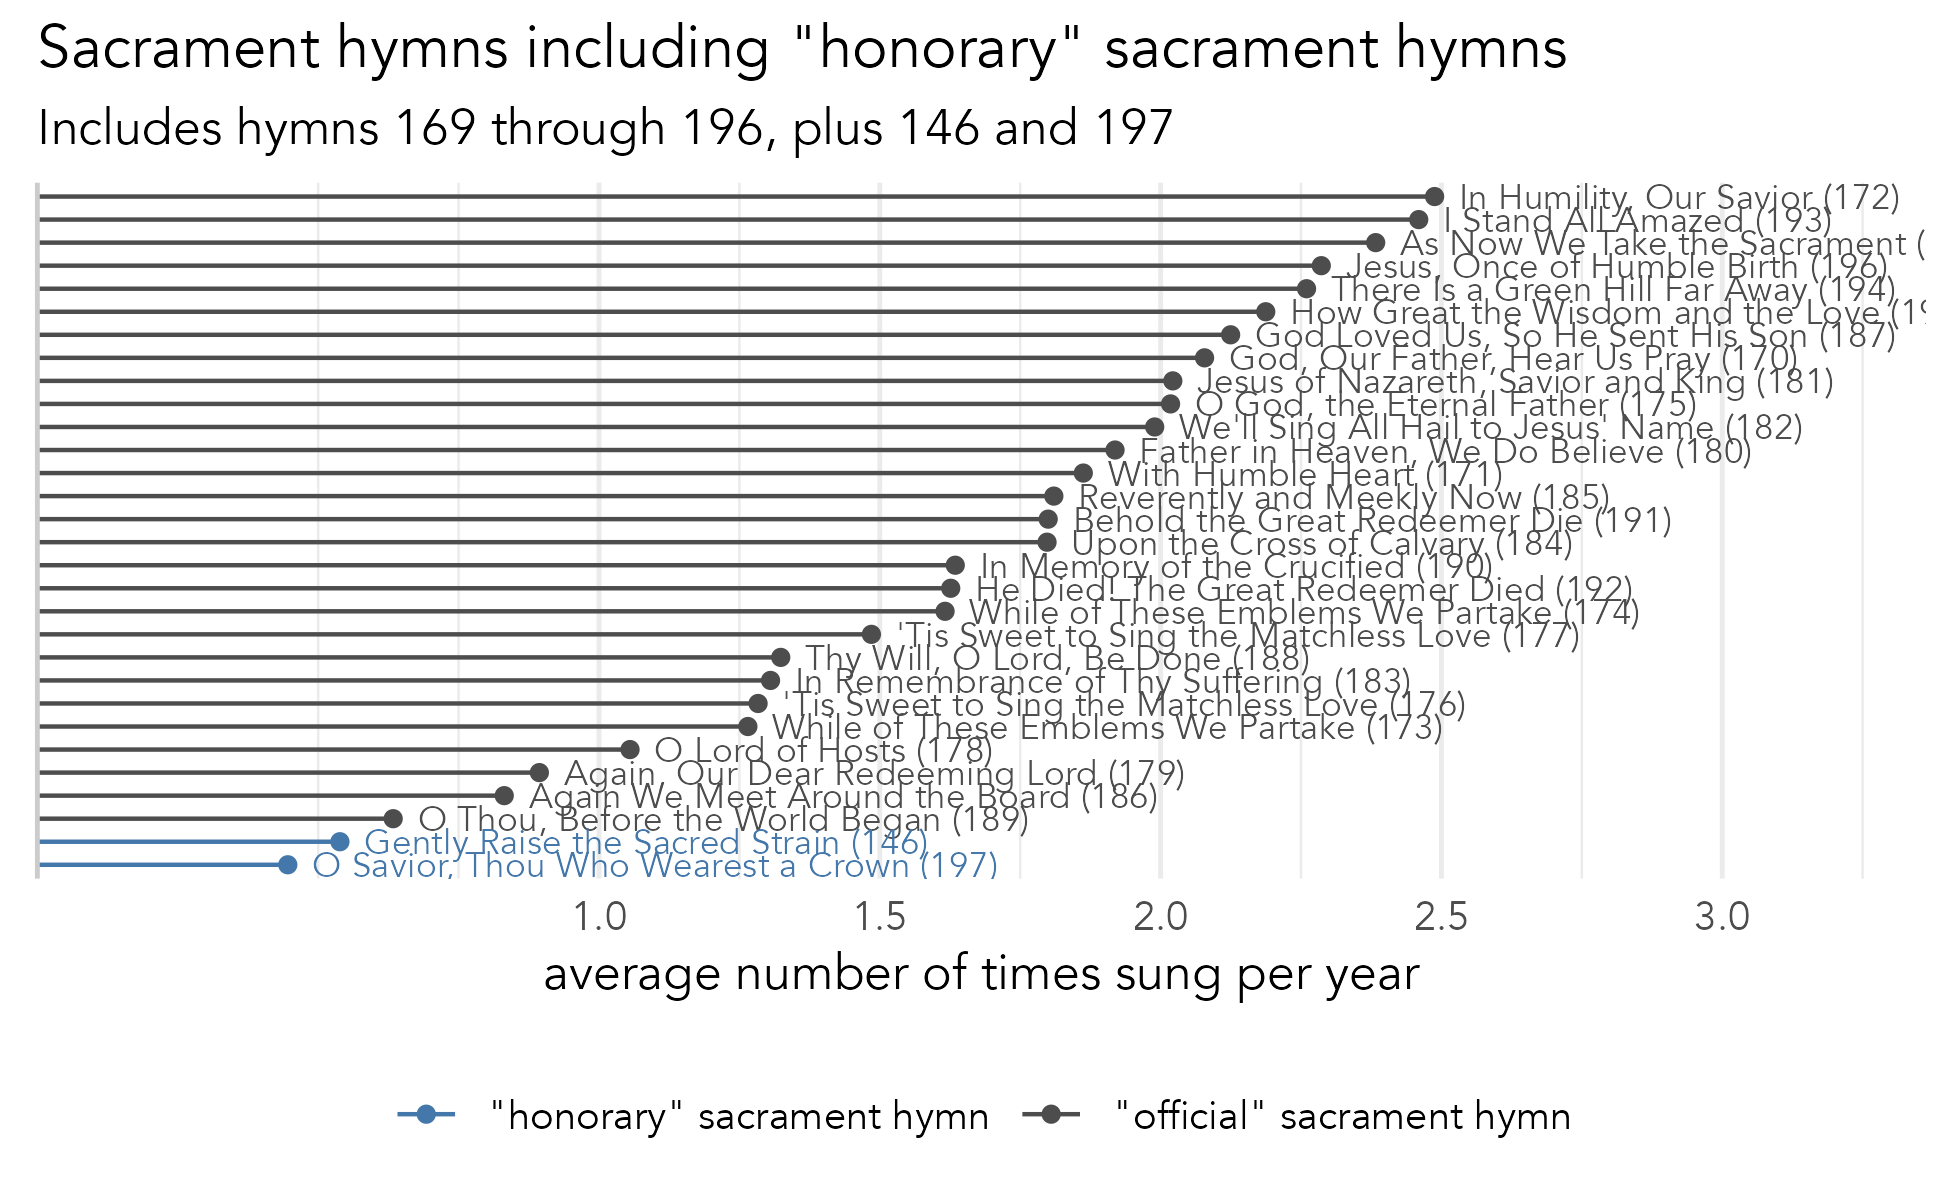 Sacrament hymns including "honorary" sacrament hymns
Includes hymns 169 through 196, plus 146 and 197
In Humility, Our Savior (172)
I Stand All Amazed (193)
As Now We Take the Sacrament (
Jesus, Once of Humble Birth (196)
There Is a Green Hill Far Away (194)
How Great the Wisdom and the Love (19
God Loved Us, So He Sent His Son (187)
God, Our Father, Hear Us Pray (170)
Jesus of Nazareth, Savior and King (181)
O God, the Eternal Father (175)
We'll Sing All Hail to Jesus' Name (182)
Father in Heaven, We Do Believe (180)
With Humble Heart (171)
Reverently and Meekly Now (185)
Behold the Great Redeemer Die (191)
Upon the Cross of Calvary (184)
In Memory of the Crucified (190)
He Died! The Great Redeemer Died (192)
While of These Emblems We Partake (174)
'Tis Sweet to Sing the Matchless Love (177)
Thy Will, O Lord, Be Done (188)
In Remembrance of Thy Suffering (183)
'Tis Sweet to Sing the Matchless Love (176)
While of These Emblems We Partake (173)
O Lord of Hosts (178)
Again, Our Dear Redeeming Lord (179)
Again We Meet Around the Board (186)
O Thou, Before the World Began (189)
Gently Raise the Sacred Strain (146)
O Savior, Thou Who Wearest a Crown (197)
1.0 1.5 2.0 2.5 3.0
average number of times sung per year
"honorary" sacrament hymn "official" sacrament hymn